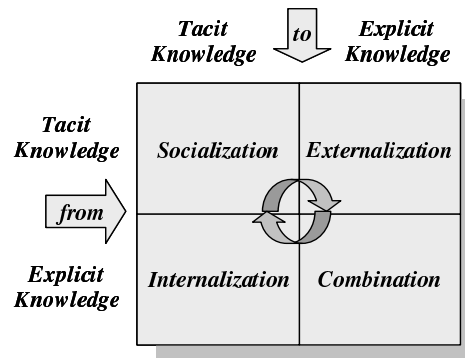 Tacit
Knowledge
to
Explicit
Knowledge
Tacit
Knowledge
Socialization
Externalization
from
Explicit
Knowledge
Internalization
Combination